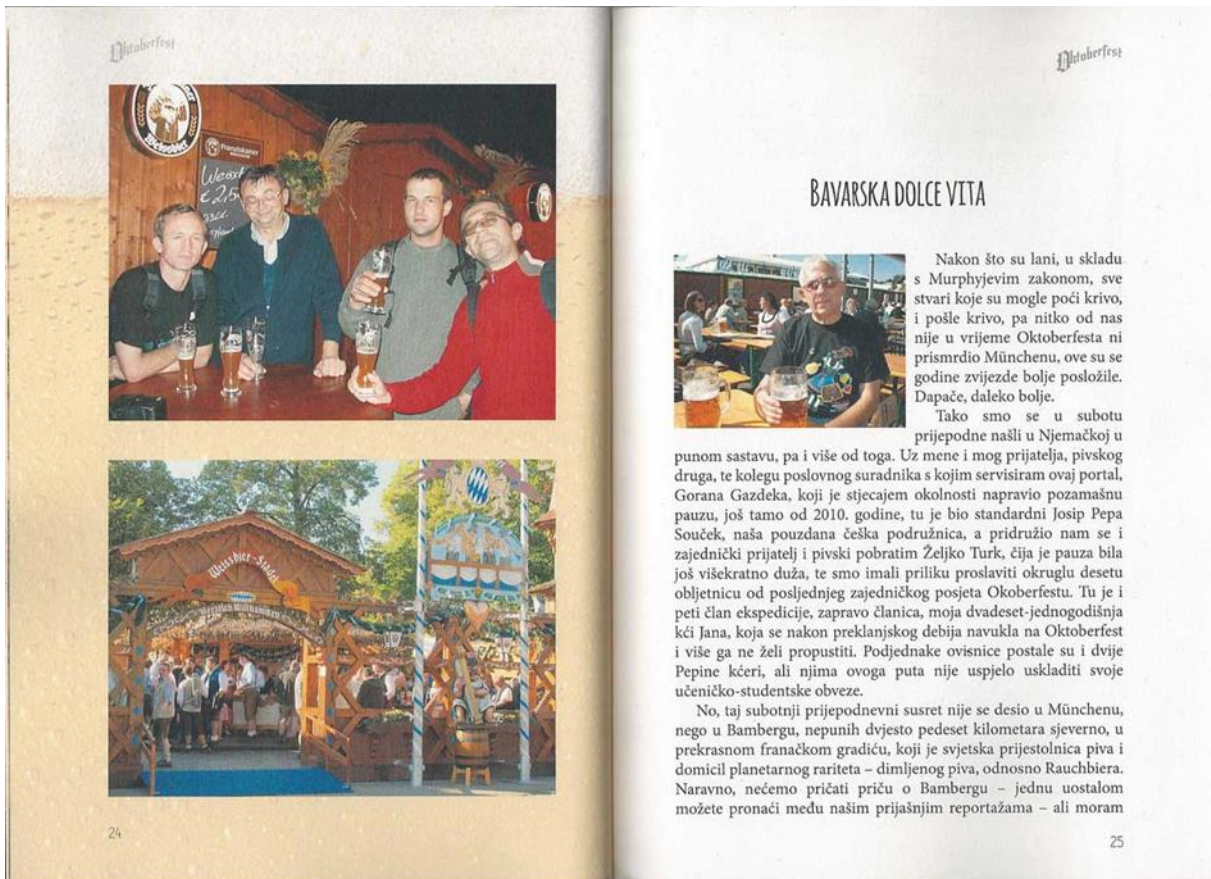 Oktoberfest
Weissbier
Franziskaner
€ 2,50
Weissbier-Stadel
Herzlich Willkommen
24
Oktoberfest
BAVARSKA DOLCE VITA
Nakon što su lani, u skladu
s Murphyjevim zakonom, sve
stvari koje su mogle poći krivo,
i pošle krivo, pa nitko od nas
nije u vrijeme Oktoberfesta ni
prismrdio Münchenu, ove su se
godine zvijezde bolje posložile.
Dapače, daleko bolje.
Tako smo se u subotu
prijepodne našli u Njemačkoj u
punom sastavu, pa i više od toga. Uz mene i mog prijatelja, pivskog
druga, te kolegu poslovnog suradnika s kojim servisiram ovaj portal,
Gorana Gazdeka, koji je stjecajem okolnosti napravio pozamašnu
pauzu, još tamo od 2010. godine, tu je bio standardni Josip Pepa
Souček, naša pouzdana češka podružnica, a pridružio nam se i
zajednički prijatelj i pivski pobratim Željko Turk, čija je pauza bila
još višekratno duža, te smo imali priliku proslaviti okruglu desetu
obljetnicu od posljednjeg zajedničkog posjeta Okoberfestu. Tu je i
peti član ekspedicije, zapravo članica, moja dvadeset-jednogodišnja
kći Jana, koja se nakon preklanjskog debija navukla na Oktoberfest
i više ga ne želi propustiti. Podjednake ovisnice postale su i dvije
Pepine kćeri, ali njima ovoga puta nije uspjelo uskladiti svoje
učeničko-studentske obveze.
No, taj subotnji prijepodnevni susret nije se desio u Münchenu,
nego u Bambergu, nepunih dvjesto pedeset kilometara sjeverno, u
prekrasnom franačkom gradiću, koji je svjetska prijestolnica piva i
domicil planetarnog rariteta – dimljenog piva, odnosno Rauchbiera.
Naravno, nećemo pričati priču o Bambergu – jednu uostalom
možete pronaći među našim prijašnjim reportažama – ali moram
25